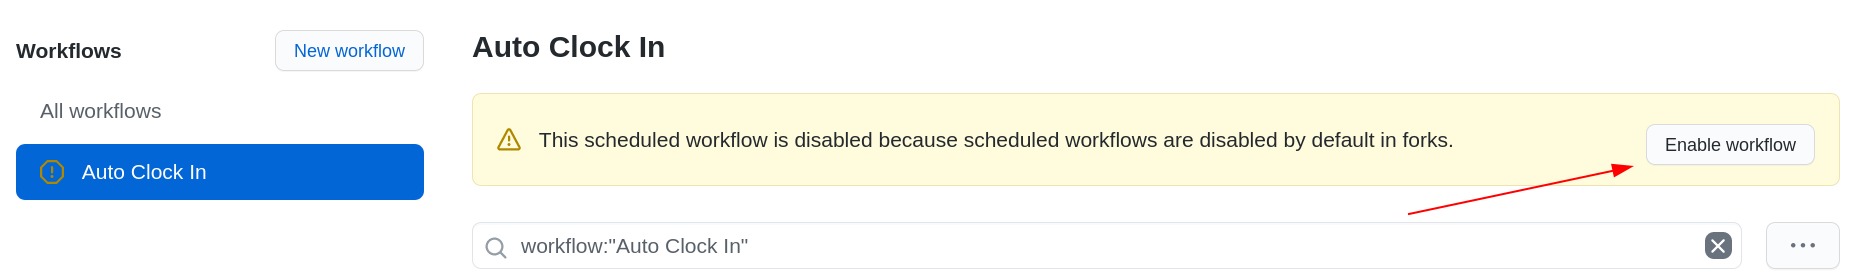 Workflows
New workflow
All workflows
Auto Clock In
Auto Clock In
This scheduled workflow is disabled because scheduled workflows are disabled by default in forks.
Enable workflow
workflow:"Auto Clock In"